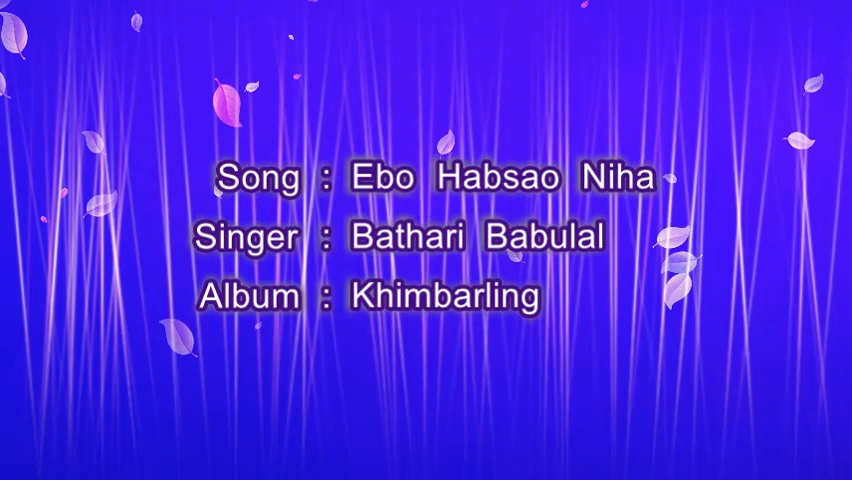 Song : Ebo Habsao Niha
Singer : Bathari Babulal
Album : Khimbarling